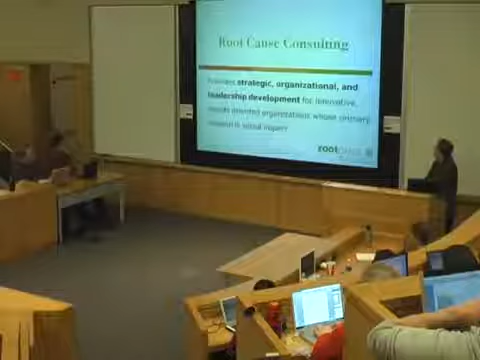 Root Cause Consulting
Provides strategic, organizational, and
leadership development for innovative,
results oriented organizations whose primary
mission is social impact
root